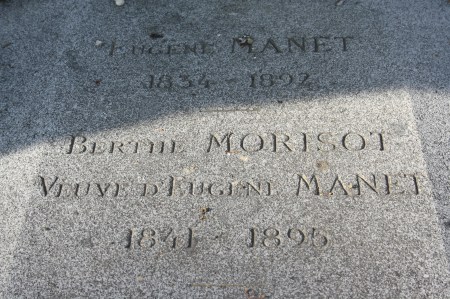 EUGÈNE MANET
1834 - 1892
BERTHE MORISOT
VEUVE D'EUGÈNE MANET
1841 - 1895